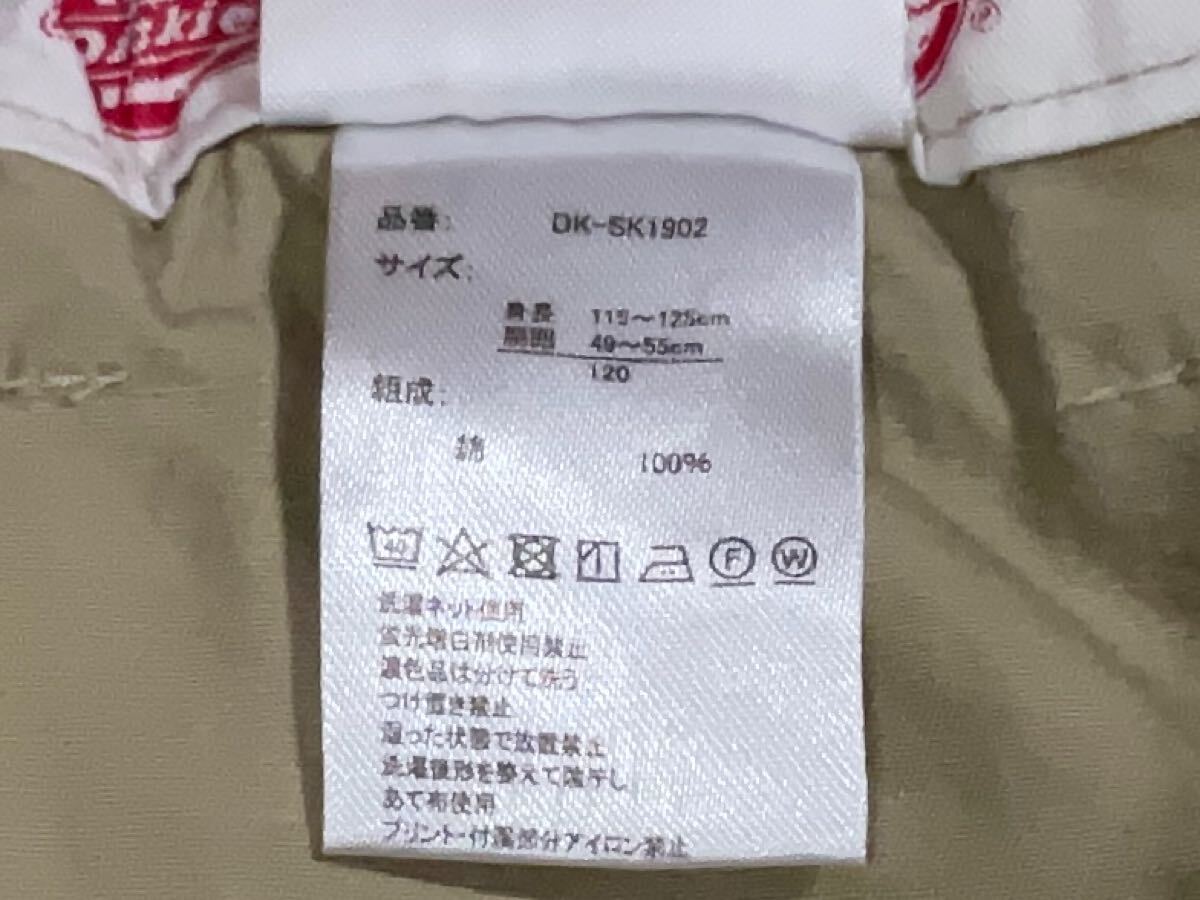 Dickies
®
品番: DK-SK1902
サイズ:
身長 115～125cm
胴囲 49～55cm
120
組成:
綿 100%
40 F W
洗濯ネット使用
蛍光増白剤使用禁止
濃色品は分けて洗う
つけ置き禁止
湿った状態で放置禁止
洗濯後形を整えて陰干し
あて布使用
プリント・付属部分アイロン禁止